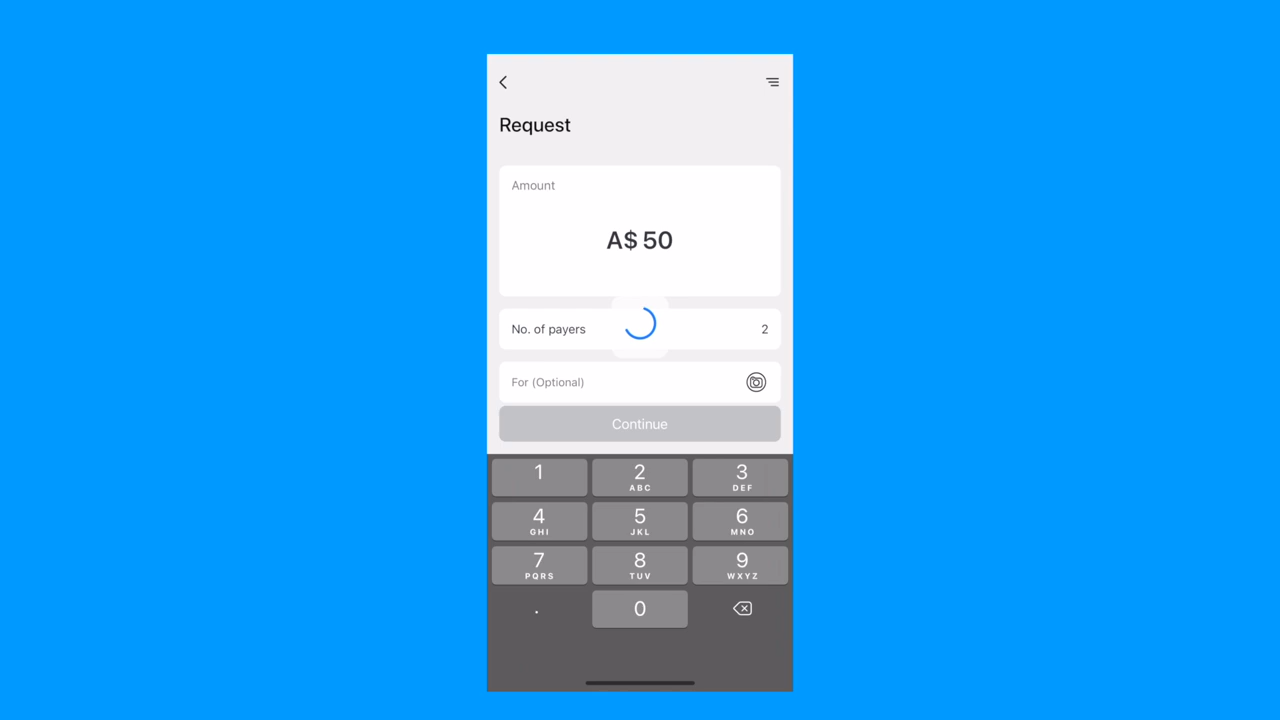 Request
Amount
A$ 50
No. of payers 2
For (Optional)
Continue
1 2 3
ABC DEF
4 5 6
GHI JKL MNO
7 8 9
PQRS TUV WXYZ
. 0